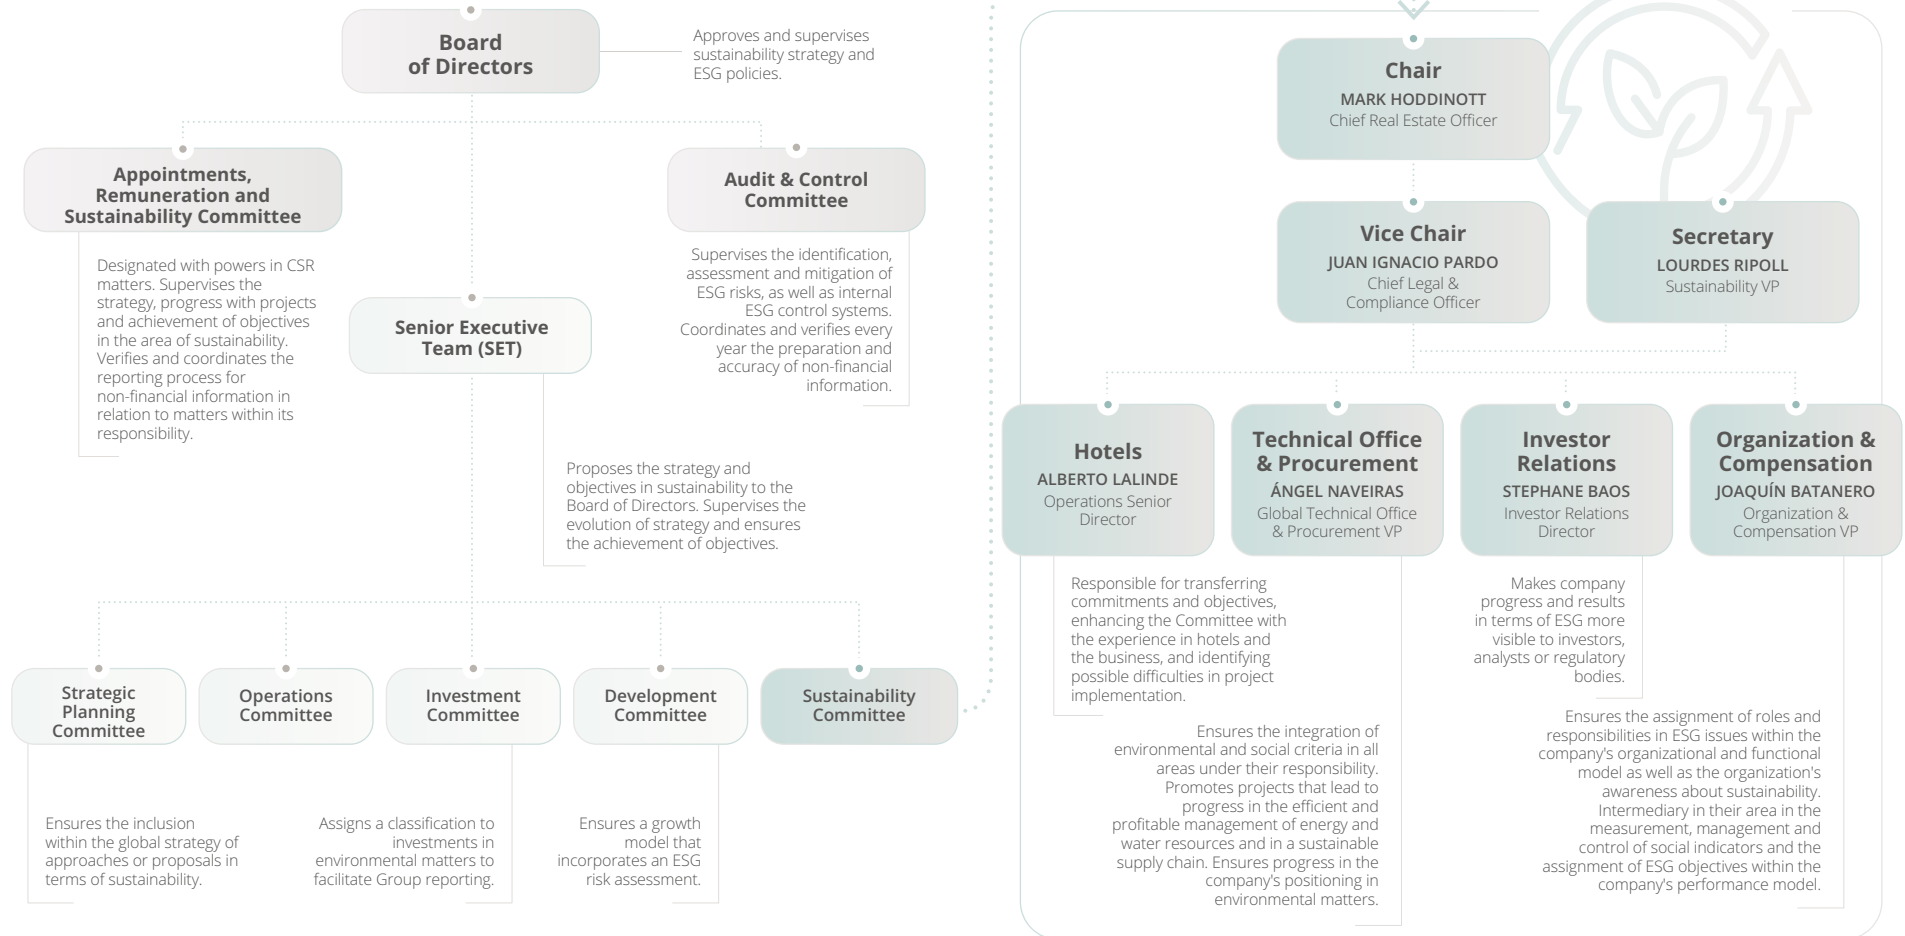 Board
of Directors
Approves and supervises
sustainability strategy and
ESG policies.
Appointments,
Remuneration and
Sustainability Committee
Designated with powers in CSR
matters. Supervises the
strategy, progress with projects
and achievement of objectives
in the area of sustainability.
Verifies and coordinates the
reporting process for
non-financial information in
relation to matters within its
responsibility.
Audit & Control
Committee
Supervises the identification,
assessment and mitigation of
ESG risks, as well as internal
ESG control systems.
Coordinates and verifies every
year the preparation and
accuracy of non-financial
information.
Senior Executive
Team (SET)
Proposes the strategy and
objectives in sustainability to the
Board of Directors. Supervises the
evolution of strategy and ensures
the achievement of objectives.
Strategic
Planning
Committee
Ensures the inclusion
within the global strategy of
approaches or proposals in
terms of sustainability.
Operations
Committee
Investment
Committee
Assigns a classification to
investments in
environmental matters to
facilitate Group reporting.
Development
Committee
Ensures a growth
model that
incorporates an ESG
risk assessment.
Sustainability
Committee
Chair
MARK HODDINOTT
Chief Real Estate Officer
Vice Chair
JUAN IGNACIO PARDO
Chief Legal &
Compliance Officer
Secretary
LOURDES RIPOLL
Sustainability VP
Hotels
ALBERTO LALINDE
Operations Senior
Director
Responsible for transferring
commitments and objectives,
enhancing the Committee with
the experience in hotels and
the business, and identifying
possible difficulties in project
implementation.
Technical Office
& Procurement
ÁNGEL NAVEIRAS
Global Technical Office
& Procurement VP
Ensures the integration of
environmental and social criteria in all
areas under their responsibility.
Promotes projects that lead to
progress in the efficient and
profitable management of energy and
water resources and in a sustainable
supply chain. Ensures progress in the
company's positioning in
environmental matters.
Investor
Relations
STEPHANE BAOS
Investor Relations
Director
Makes company
progress and results
in terms of ESG more
visible to investors,
analysts or regulatory
bodies.
Organization &
Compensation
JOAQUÍN BATANERO
Organization &
Compensation VP
Ensures the assignment of roles and
responsibilities in ESG issues within the
company's organizational and functional
model as well as the organization's
awareness about sustainability.
Intermediary in their area in the
measurement, management and
control of social indicators and the
assignment of ESG objectives within the
company's performance model.